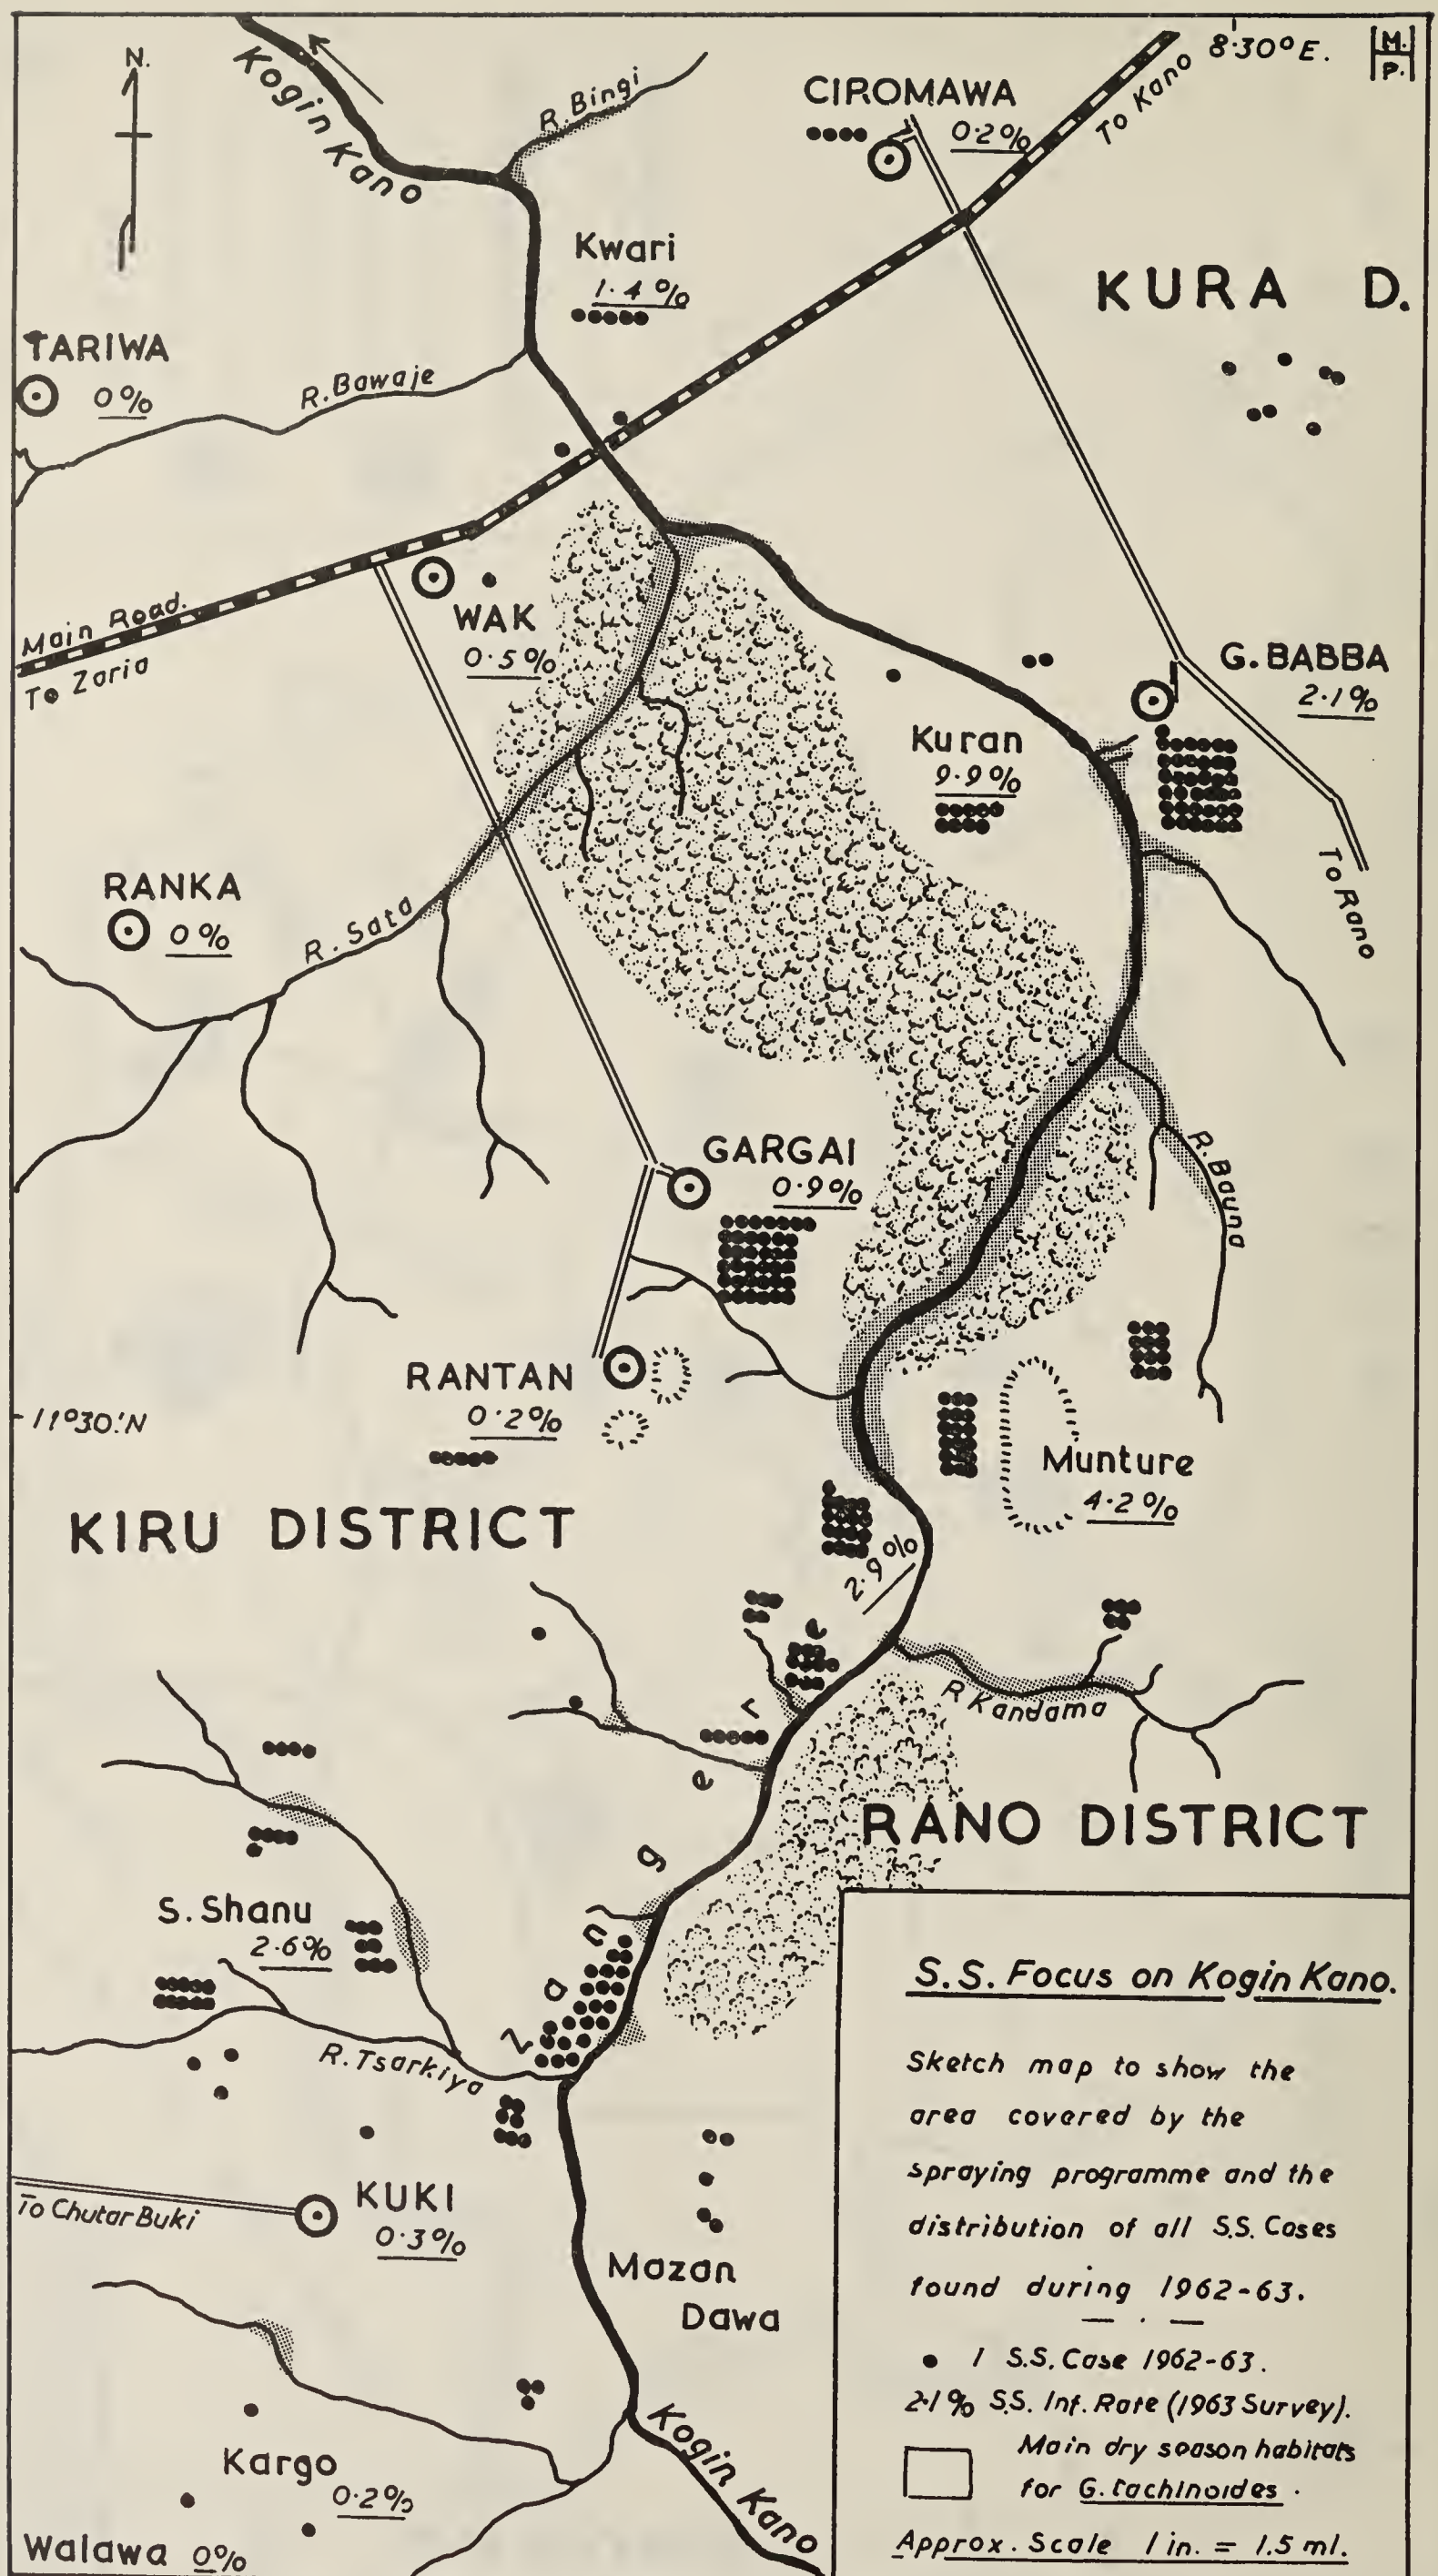 N.
Kogin Kano
R. Bingi
CIROMAWA
0.2%
To Kano
8.30° E.
M.
P.
Kwari
1.4%
KURA D.
TARIWA
0%
R. Bawaje
Main Road.
To Zaria
WAK
0.5%
G. BABBA
2.1%
Kuran
9.9%
To Rano
RANKA
0%
R. Sata
GARGAI
0.9%
R. Bauna
RANTAN
0.2%
11°30'.N
Munture
4.2%
KIRU DISTRICT
2.9%
R Kandama
Zangere
RANO DISTRICT
S. Shanu
2.6%
R. Tsarkiya
KUKI
0.3%
To Chutar Buki
Mazan
Dawa
Kargo
0.2%
Walawa 0%
Kogin Kano
S.S. Focus on Kogin Kano.
Sketch map to show the
area covered by the
spraying programme and the
distribution of all S.S. Cases
found during 1962-63.
1 S.S. Case 1962-63.
2.1% S.S. Inf. Rate (1963 Survey).
Main dry season habitats
for G. tachinoides.
Approx. Scale 1 in. = 1.5 ml.